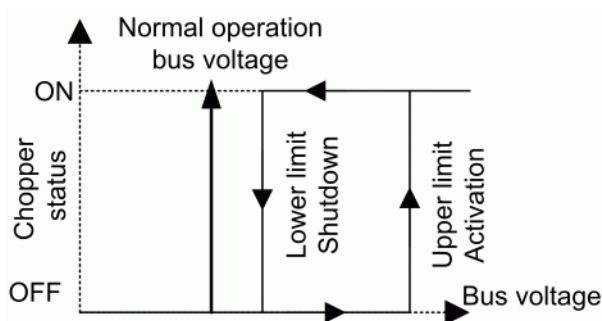 Normal operation
bus voltage
ON
Chopper
status
Lower limit
Shutdown
Upper limit
Activation
OFF
Bus voltage